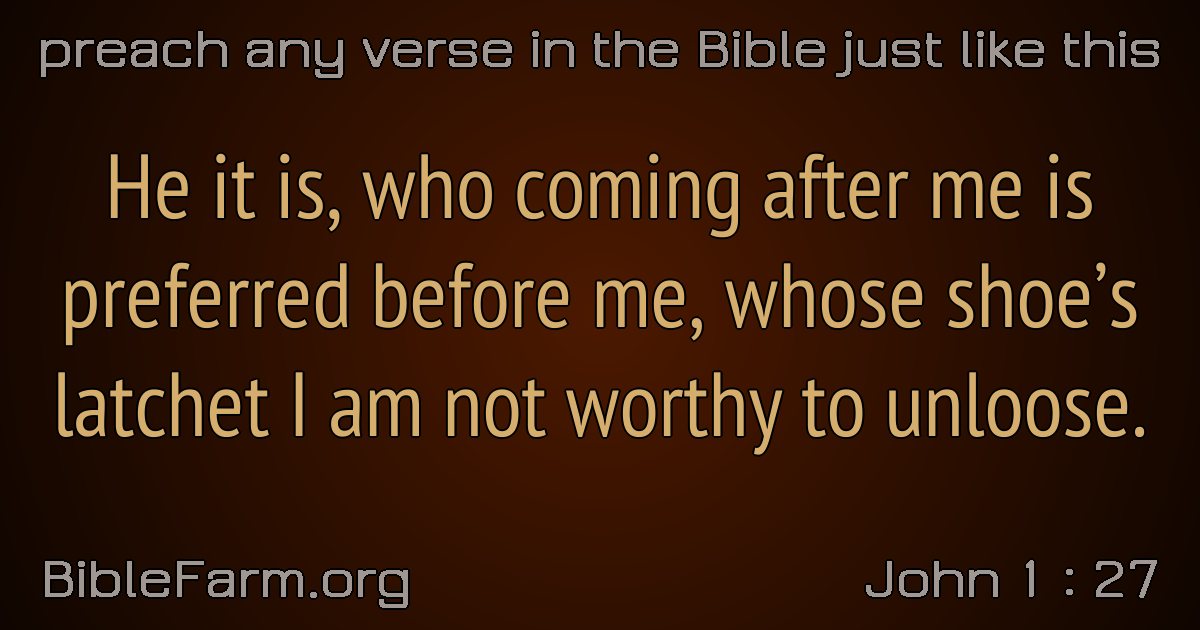 preach any verse in the Bible just like this
He it is, who coming after me is
preferred before me, whose shoe’s
latchet I am not worthy to unloose.
BibleFarm.org
John 1 : 27